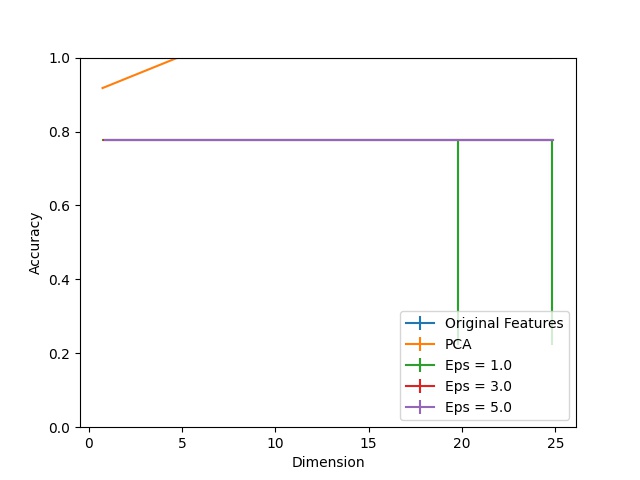 1.0
0.8
0.6
0.4
0.2
0.0
Accuracy
Original Features
PCA
Eps = 1.0
Eps = 3.0
Eps = 5.0
0 5 10 15 20 25
Dimension